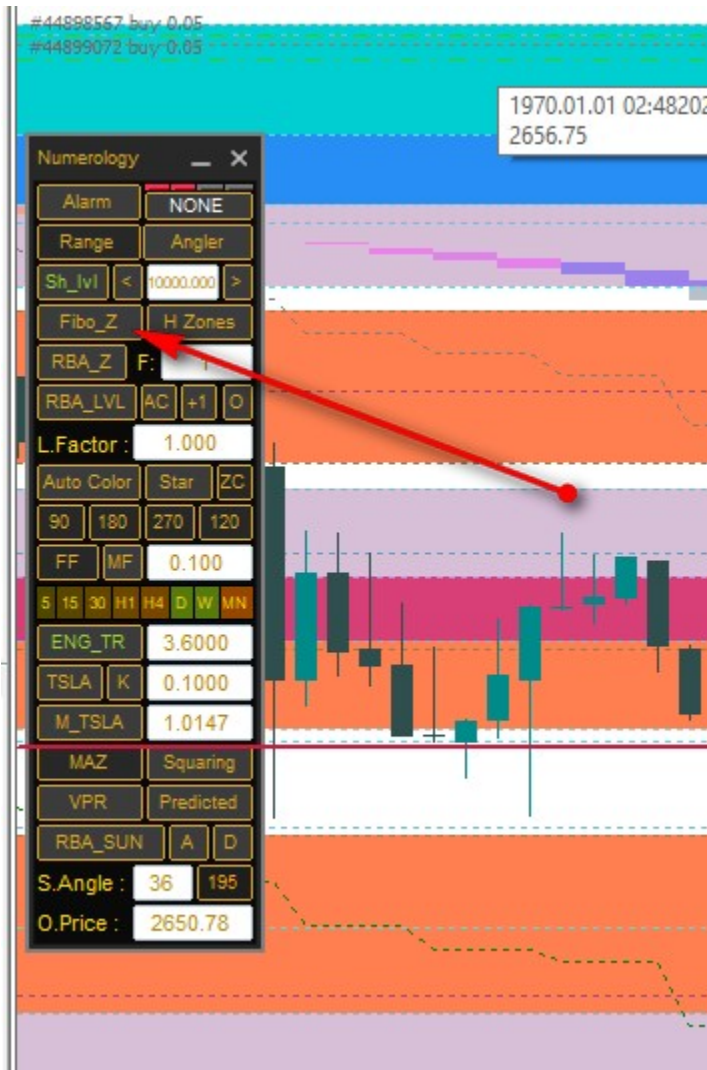 #44898567 buy 0.05
#44899072 buy 0.05
1970.01.01 02:48202
2656.75
Numerology
Alarm NONE
Range Angler
Sh_lvl < 10000.000 >
Fibo_Z H Zones
RBA_Z F:
RBA_LVL AC +1 O
L.Factor : 1.000
Auto Color Star ZC
90 180 270 120
FF MF 0.100
5 15 30 H1 H4 D W MN
ENG_TR 3.6000
TSLA K 0.1000
M_TSLA 1.0147
MAZ Squaring
VPR Predicted
RBA_SUN A D
S.Angle : 36 195
O.Price : 2650.78